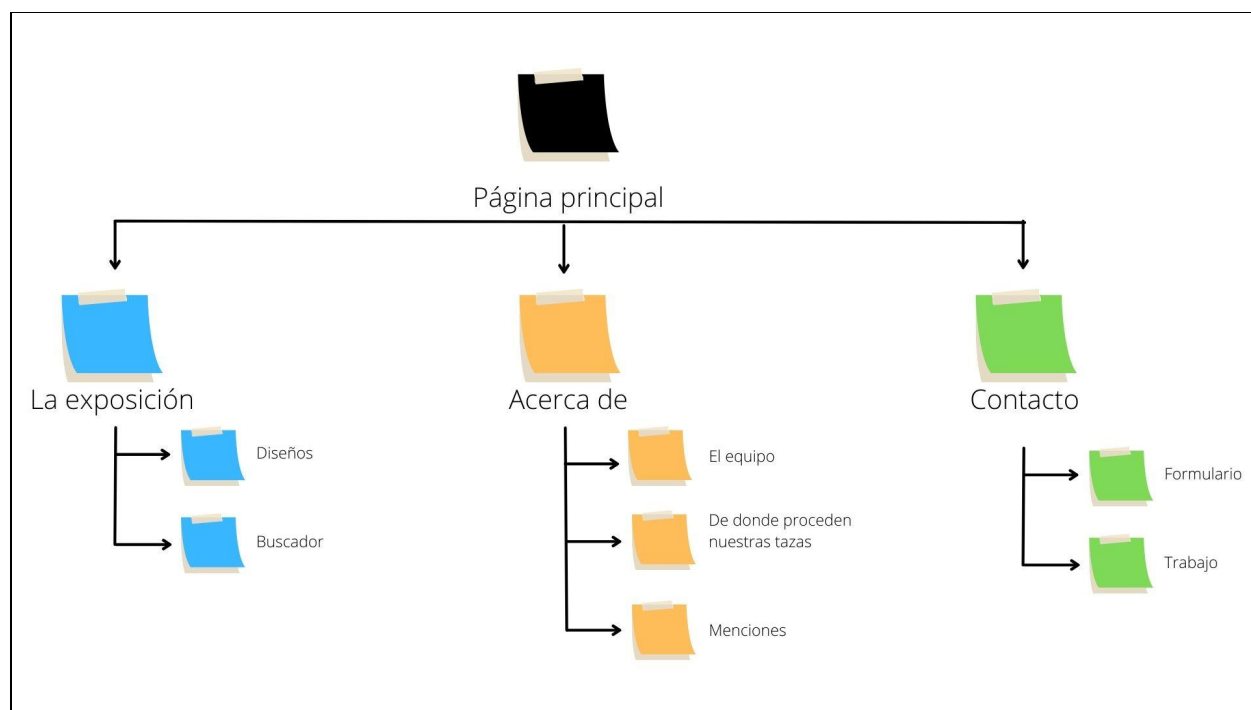 Página principal
La exposición
Acerca de
Contacto
Diseños
Buscador
El equipo
De donde proceden
nuestras tazas
Menciones
Formulario
Trabajo